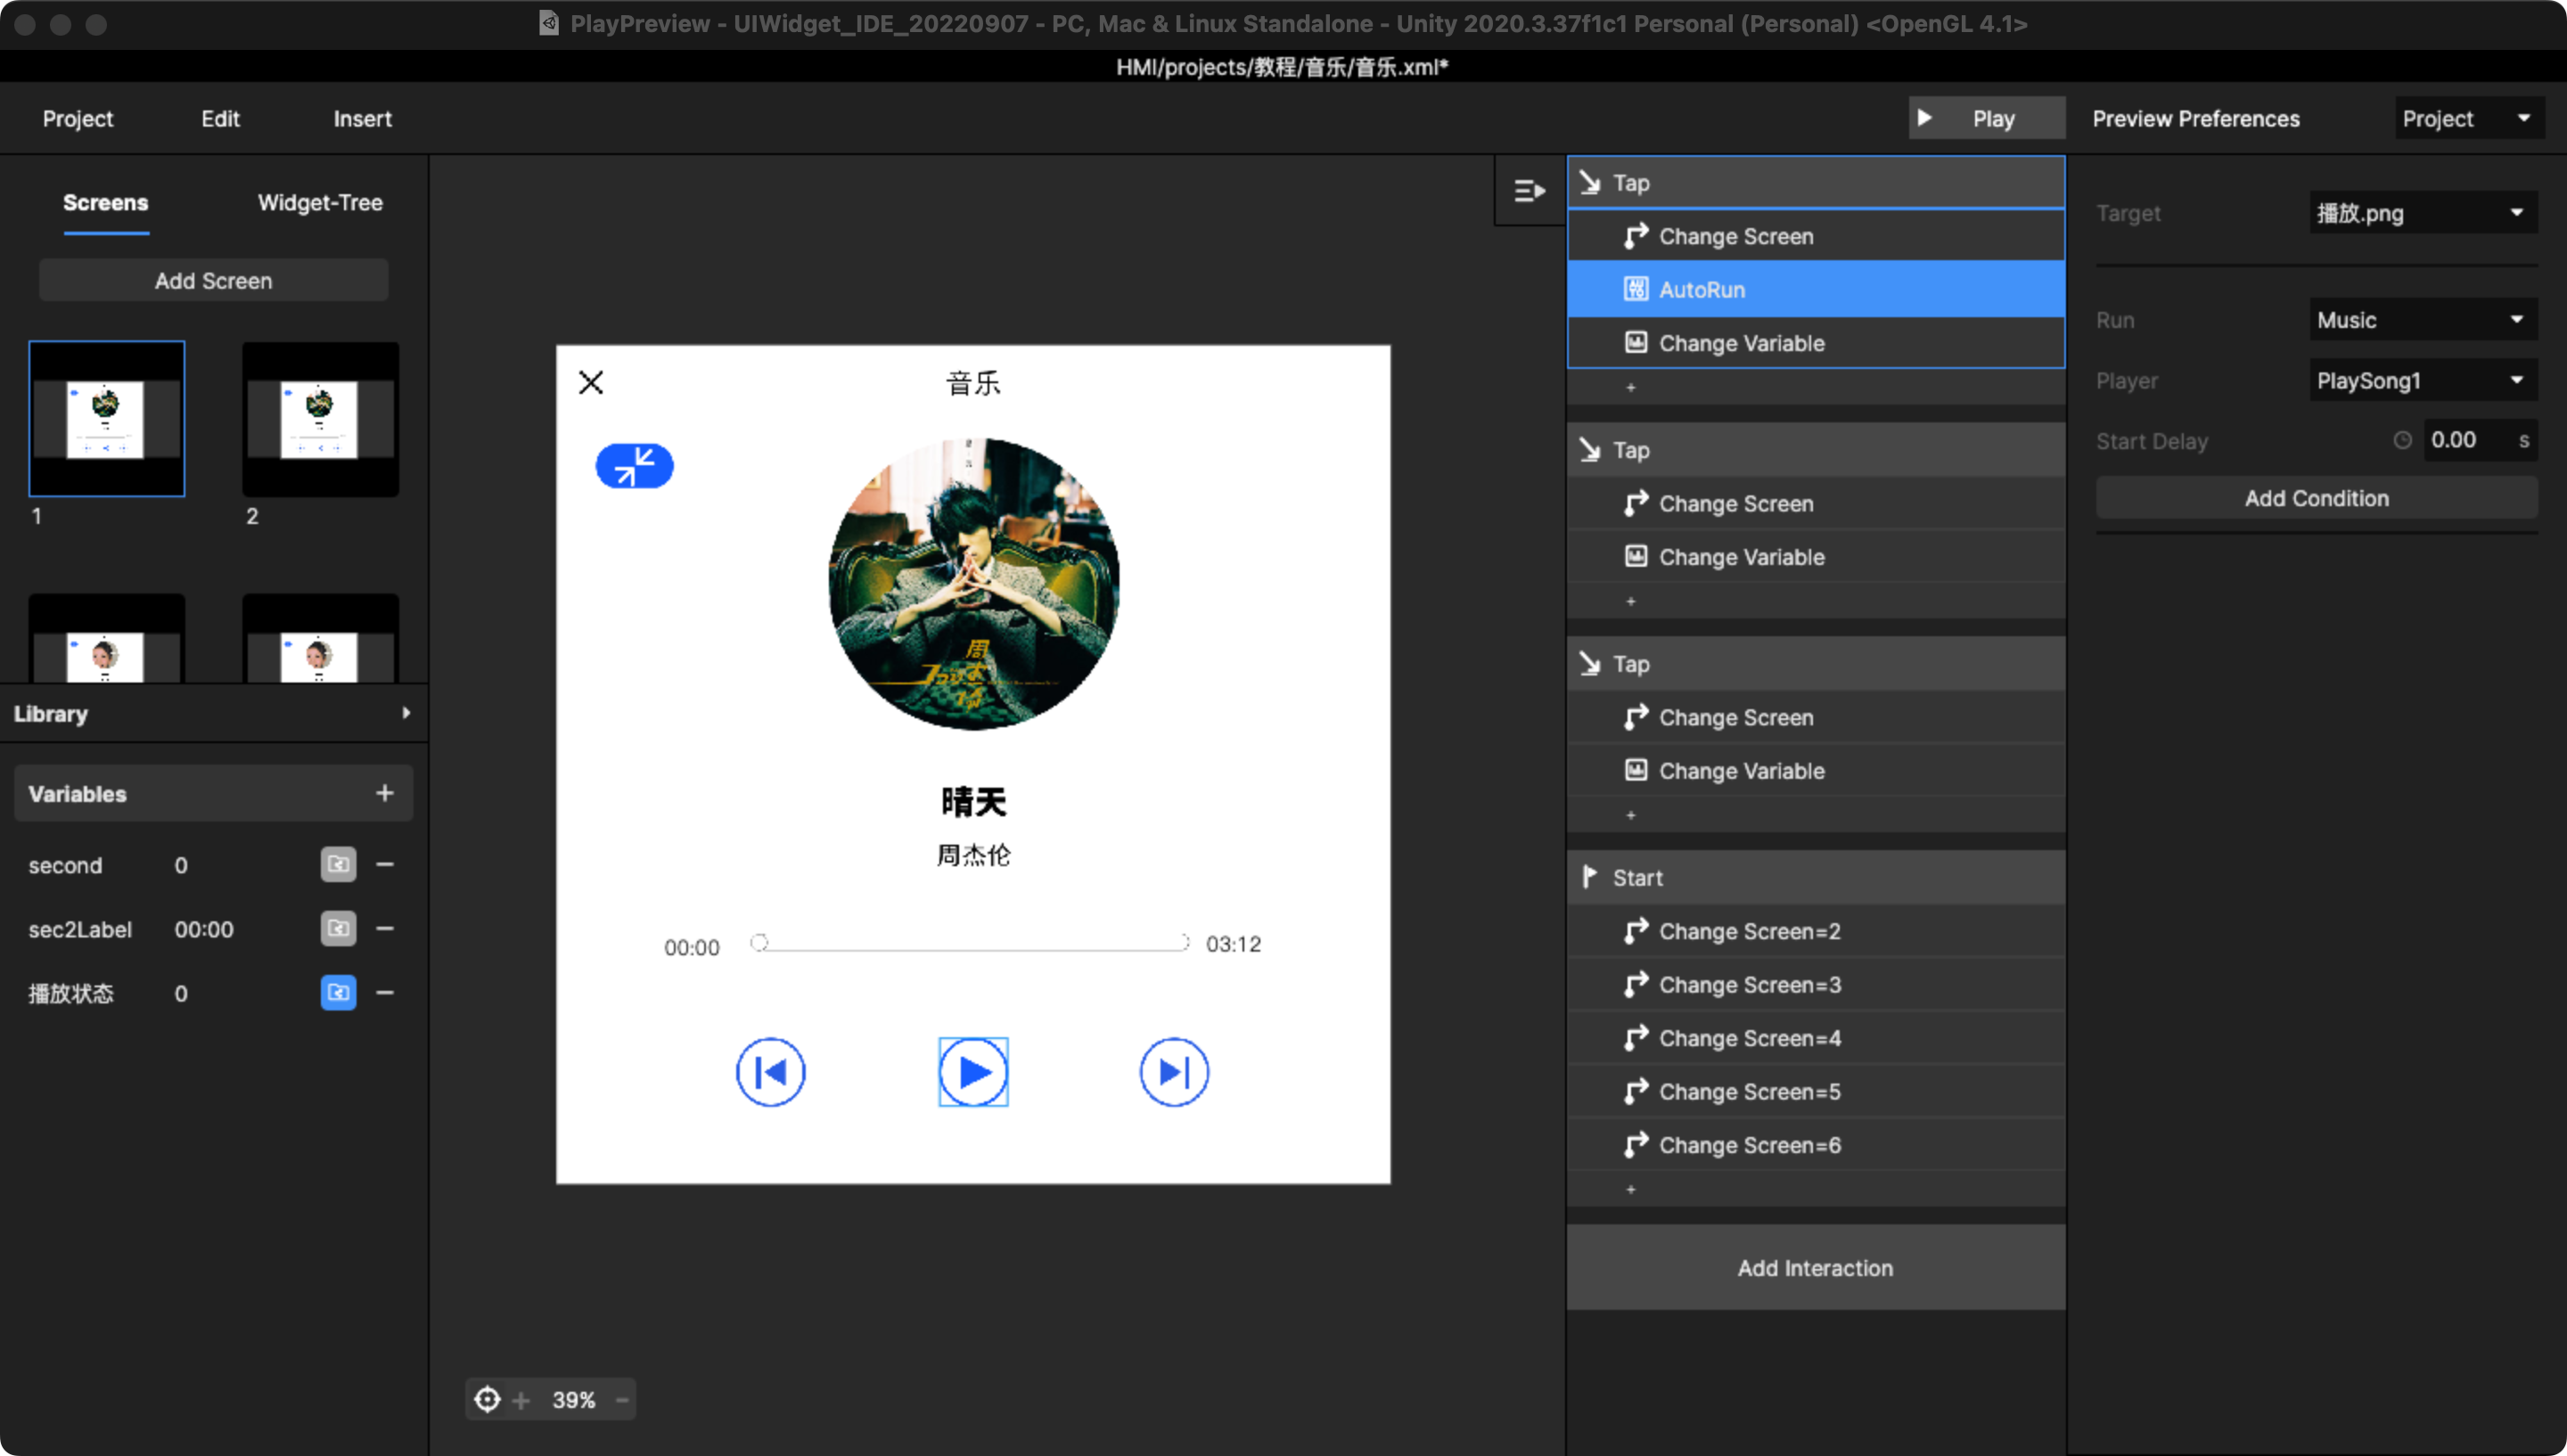 PlayPreview - UIWidget_IDE_20220907 - PC, Mac & Linux Standalone - Unity 2020.3.37f1c1 Personal (Personal) <OpenGL 4.1>
HMI/projects/教程/音乐/音乐.xml*
Project Edit Insert
Play
Preview Preferences
Project
Screens Widget-Tree
Add Screen
1
2
Library
Variables +
second 0
sec2Label 00:00
播放状态 0
音乐
周杰伦
Jay
晴天
周杰伦
00:00 03:12
+ 39% -
Tap
Change Screen
AutoRun
Change Variable
+
Tap
Change Screen
Change Variable
+
Tap
Change Screen
Change Variable
+
Start
Change Screen=2
Change Screen=3
Change Screen=4
Change Screen=5
Change Screen=6
+
Add Interaction
Target 播放.png
Run Music
Player PlaySong1
Start Delay 0.00 s
Add Condition